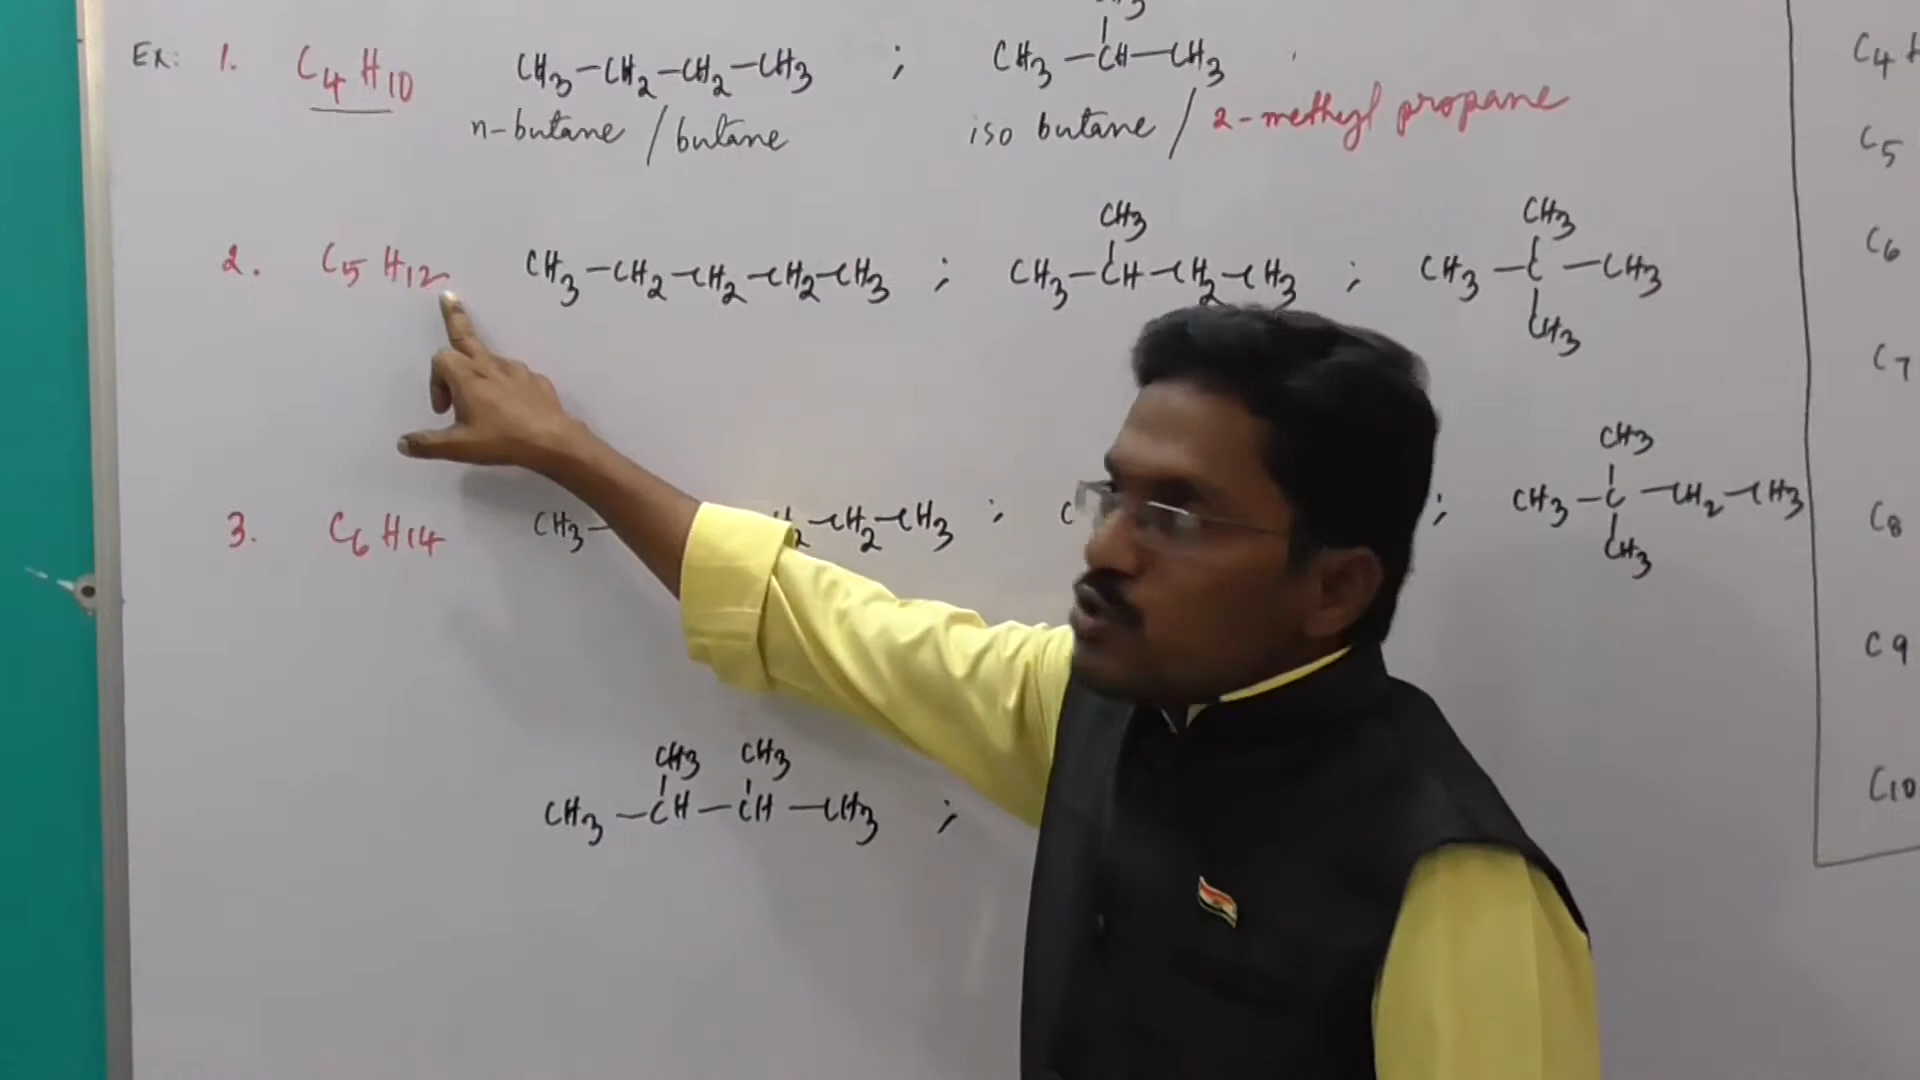 CH3
Ex: 1. C4H10 CH3-CH2-CH2-CH3 ; CH3-CH-CH3
n-butane / butane iso butane / 2-methyl propane
CH3 CH3
2. C5H12 CH3-CH2-CH2-CH2-CH3 ; CH3-CH-CH2-CH3 ; CH3-C-CH3
CH3
CH3
3. C6H14 CH3- -CH2-CH3 ; C ; CH3-C-CH2-CH3
CH3
CH3 CH3
CH3-CH-CH-CH3 ;
C4 H
C5
C6
C7
C8
C9
C10